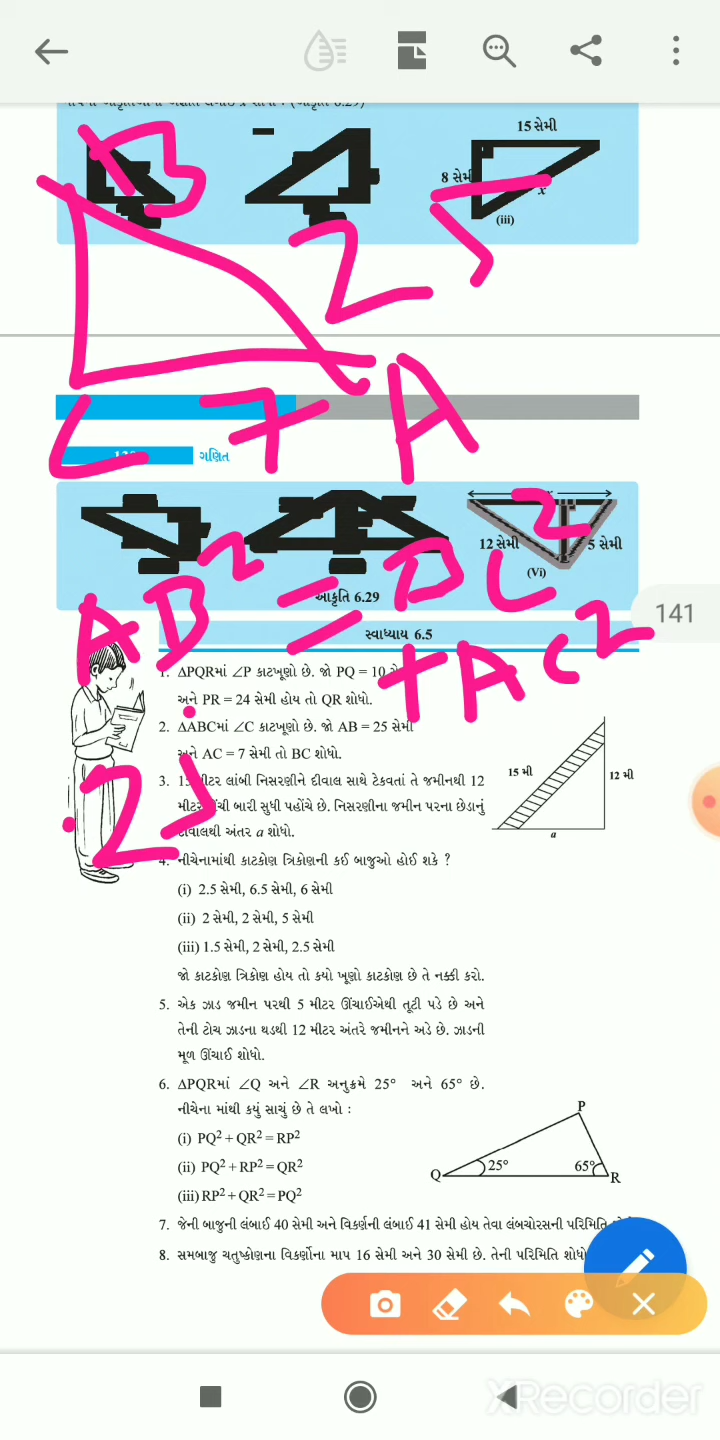 15 સેમી
8 સેમી
x
(iii)
B
25
C 7 A
ગણિત
12 સેમી
5 સેમી
(Vi)
આકૃતિ 6.29
AB² = BC² + AC²
141
સ્વાધ્યાય 6.5
1. ΔPQRમાં ∠P કાટખૂણો છે. જો PQ = 10
અને PR = 24 સેમી હોય તો QR શોધો.
2. ΔABCમાં ∠C કાટખૂણો છે. જો AB = 25 સેમી
અને AC = 7 સેમી તો BC શોધો.
3. 15 મીટર લાંબી નિસરણીને દીવાલ સાથે ટેકવતાં તે જમીનથી 12
મીટર ઊંચી બારી સુધી પહોંચે છે. નિસરણીના જમીન પરના છેડાનું
દીવાલથી અંતર a શોધો.
15 મી
12 મી
a
25
4. નીચેનામાંથી કાટકોણ ત્રિકોણની કઈ બાજુઓ હોઈ શકે ?
(i) 2.5 સેમી, 6.5 સેમી, 6 સેમી
(ii) 2 સેમી, 2 સેમી, 5 સેમી
(iii) 1.5 સેમી, 2 સેમી, 2.5 સેમી
જો કાટકોણ ત્રિકોણ હોય તો કયો ખૂણો કાટકોણ છે તે નક્કી કરો.
5. એક ઝાડ જમીન પરથી 5 મીટર ઊંચાઈએથી તૂટી પડે છે અને
તેની ટોચ ઝાડના થડથી 12 મીટર અંતરે જમીનને અડે છે. ઝાડની
મૂળ ઊંચાઈ શોધો.
6. ΔPQRમાં ∠Q અને ∠R અનુક્રમે 25° અને 65° છે.
નીચેના માંથી કયું સાચું છે તે લખો :
(i) PQ² + QR² = RP²
(ii) PQ² + RP² = QR²
(iii) RP² + QR² = PQ²
P
Q 25° 65° R
7. જેની બાજુની લંબાઈ 40 સેમી અને વિકર્ણની લંબાઈ 41 સેમી હોય તેવા લંબચોરસની પરિમિતિ
8. સમબાજુ ચતુષ્કોણના વિકર્ણોના માપ 16 સેમી અને 30 સેમી છે. તેની પરિમિતિ શોધો
XRecorder